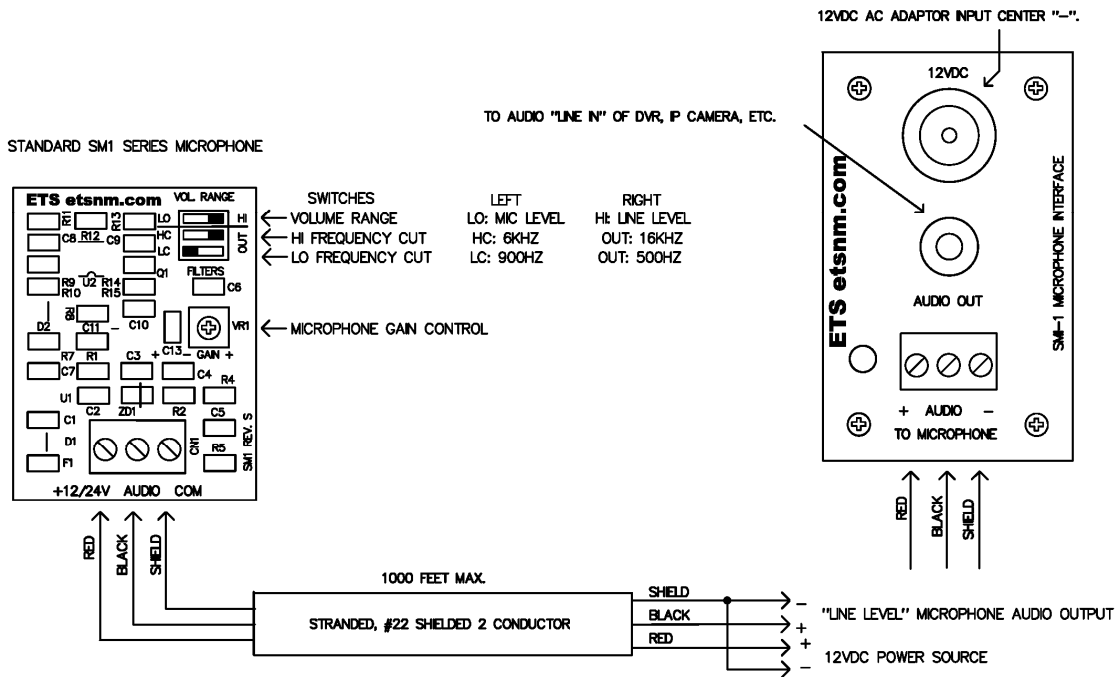 12VDC AC ADAPTOR INPUT CENTER "-".
12VDC
TO AUDIO "LINE IN" OF DVR, IP CAMERA, ETC.
ETS etsnm.com
SMI-1 MICROPHONE INTERFACE
AUDIO OUT
+ AUDIO -
TO MICROPHONE
RED
BLACK
SHIELD
STANDARD SM1 SERIES MICROPHONE
ETS etsnm.com VOL. RANGE
SWITCHES LEFT RIGHT
VOLUME RANGE LO: MIC LEVEL HI: LINE LEVEL
HI FREQUENCY CUT HC: 6KHZ OUT: 16KHZ
LO FREQUENCY CUT LC: 900HZ OUT: 500HZ
R11
R13
LO HI
R12
C8 C9
HC
OUT
LC
Q1
FILTERS
R9 U2 R14
R10 R15
C6
R8
C10
D2
C11 -
VR1
MICROPHONE GAIN CONTROL
C13 - GAIN +
R7 R1 C3 +
C7 C4
R4
U1
C2 ZD1 R2 C5
C1
D1
F1
CN1
R5
SM1 REV. S
+12/24V AUDIO COM
RED
BLACK
SHIELD
1000 FEET MAX.
STRANDED, #22 SHIELDED 2 CONDUCTOR
SHIELD -
BLACK +
RED +
-
"LINE LEVEL" MICROPHONE AUDIO OUTPUT
12VDC POWER SOURCE